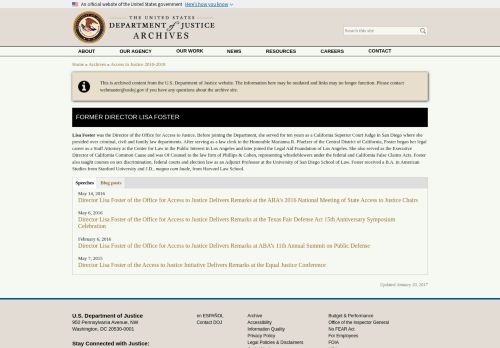 An official website of the United States government Here's how you know
THE UNITED STATES
DEPARTMENT of JUSTICE
ARCHIVES
Search this site
ABOUT OUR AGENCY OUR WORK NEWS RESOURCES CAREERS CONTACT
Home » Archives » Access to Justice 2010-2018
This is archived content from the U.S. Department of Justice website. The information here may be outdated and links may no longer function. Please contact
webmaster@usdoj.gov if you have any questions about the archive site.
FORMER DIRECTOR LISA FOSTER
Lisa Foster was the Director of the Office for Access to Justice. Before joining the Department, she served for ten years as a California Superior Court Judge in San Diego where she
presided over criminal, civil and family law departments. After serving as a law clerk to the Honorable Mariana R. Pfaelzer of the Central District of California, Foster began her legal
career as a Staff Attorney at the Center for Law in the Public Interest in Los Angeles and later joined the Legal Aid Foundation of Los Angeles. She also served as the Executive
Director of California Common Cause and was Of Counsel to the law firm of Phillips & Cohen, representing whistleblowers under the federal and California False Claims Acts. Foster
also taught courses on sex discrimination, federal courts and election law as an Adjunct Professor at the University of San Diego School of Law. Foster received a B.A. in American
Studies from Stanford University and J.D., magna cum laude, from Harvard Law School.
Speeches Blog posts
May 14, 2016
Director Lisa Foster of the Office for Access to Justice Delivers Remarks at the ABA's 2016 National Meeting of State Access to Justice Chairs
May 6, 2016
Director Lisa Foster of the Office for Access to Justice Delivers Remarks at the Texas Fair Defense Act 15th Anniversary Symposium
Celebration
February 6, 2016
Director Lisa Foster of the Office for Access to Justice Delivers Remarks at ABA's 11th Annual Summit on Public Defense
May 7, 2015
Director Lisa Foster of the Access to Justice Initiative Delivers Remarks at the Equal Justice Conference
Updated January 20, 2017
U.S. Department of Justice
950 Pennsylvania Avenue, NW
Washington, DC 20530-0001
Stay Connected with Justice:
en ESPAÑOL
Contact DOJ
Archive
Accessibility
Information Quality
Privacy Policy
Legal Policies & Disclaimers
Budget & Performance
Office of the Inspector General
No FEAR Act
For Employees
FOIA